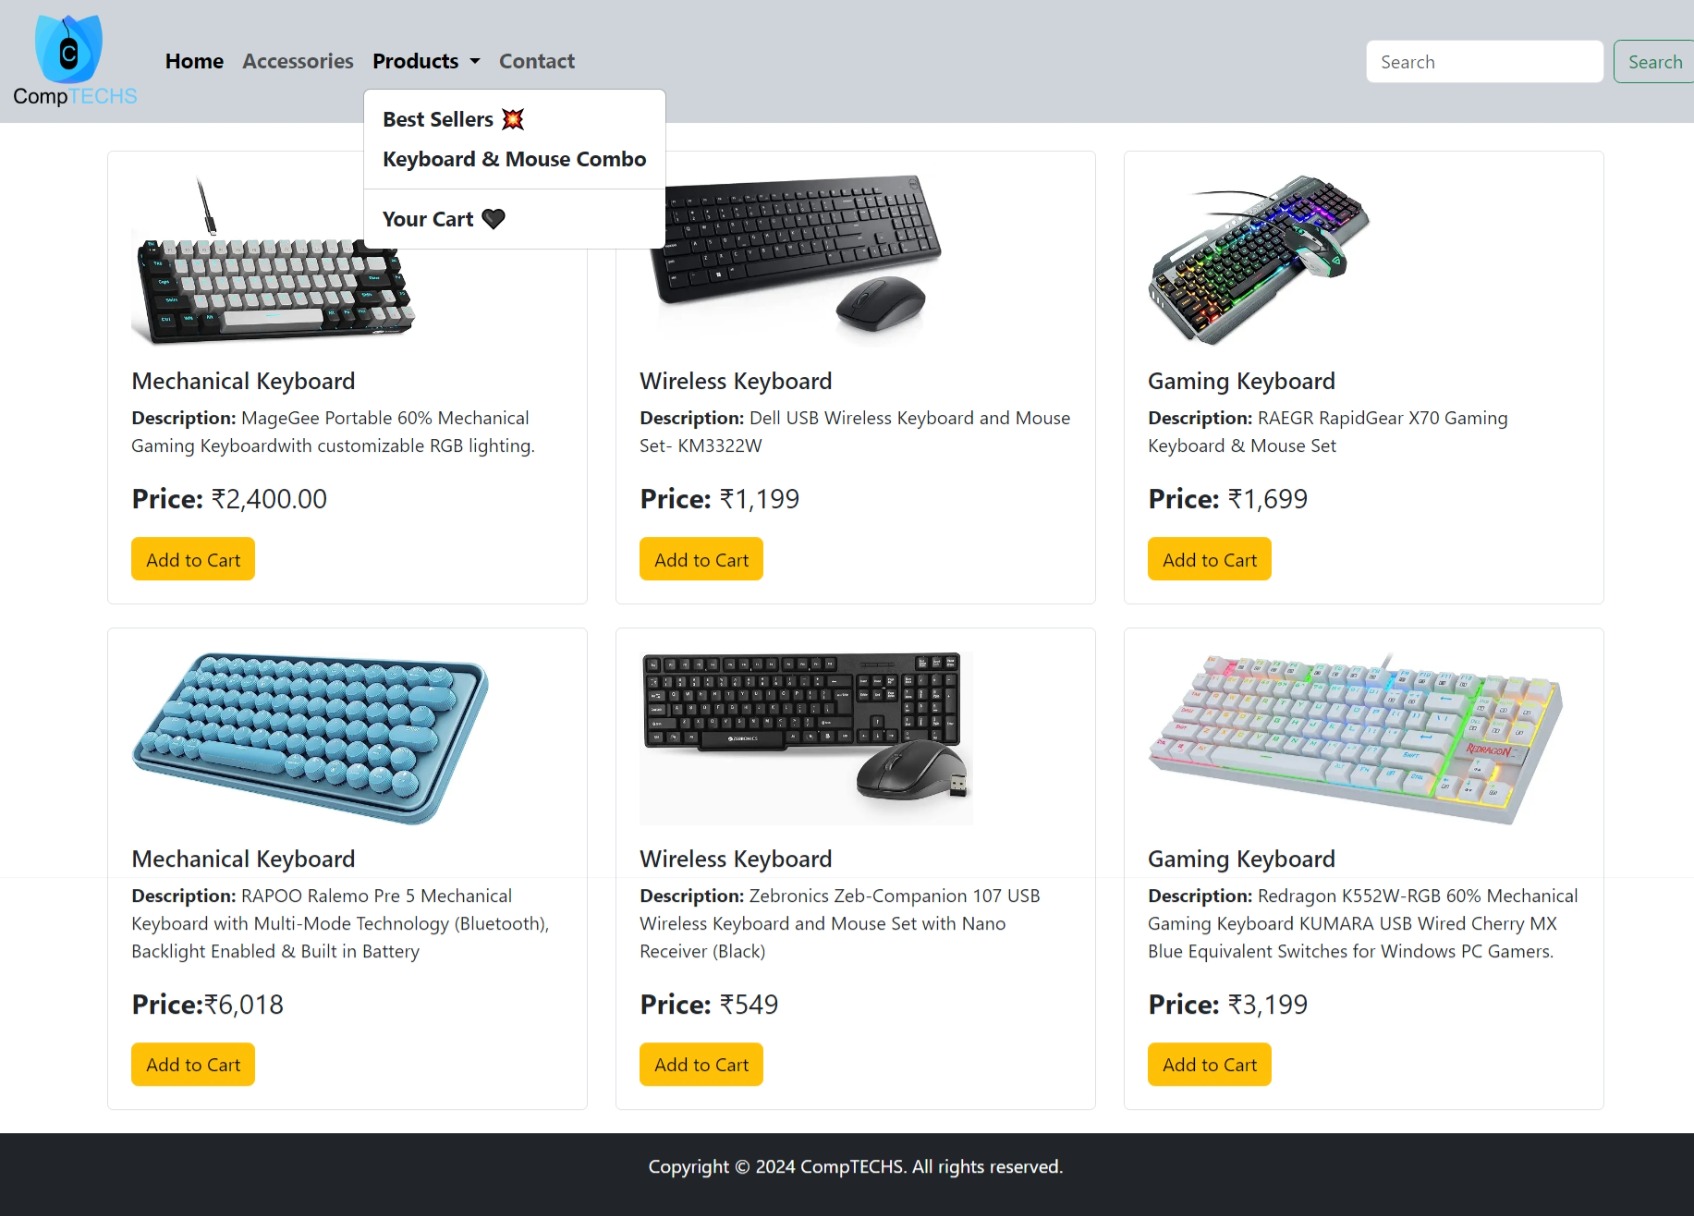 C
CompTECHS
Home Accessories Products Contact
Search
Search
Best Sellers 💥
Keyboard & Mouse Combo
Your Cart 🖤
Mechanical Keyboard
Description: MageGee Portable 60% Mechanical
Gaming Keyboardwith customizable RGB lighting.
Price: ₹2,400.00
Add to Cart
Wireless Keyboard
Description: Dell USB Wireless Keyboard and Mouse
Set- KM3322W
Price: ₹1,199
Add to Cart
Gaming Keyboard
Description: RAEGR RapidGear X70 Gaming
Keyboard & Mouse Set
Price: ₹1,699
Add to Cart
Mechanical Keyboard
Description: RAPOO Ralemo Pre 5 Mechanical
Keyboard with Multi-Mode Technology (Bluetooth),
Backlight Enabled & Built in Battery
Price:₹6,018
Add to Cart
ZEBRONICS
Wireless Keyboard
Description: Zebronics Zeb-Companion 107 USB
Wireless Keyboard and Mouse Set with Nano
Receiver (Black)
Price: ₹549
Add to Cart
REDRAGON
Gaming Keyboard
Description: Redragon K552W-RGB 60% Mechanical
Gaming Keyboard KUMARA USB Wired Cherry MX
Blue Equivalent Switches for Windows PC Gamers.
Price: ₹3,199
Add to Cart
Copyright © 2024 CompTECHS. All rights reserved.